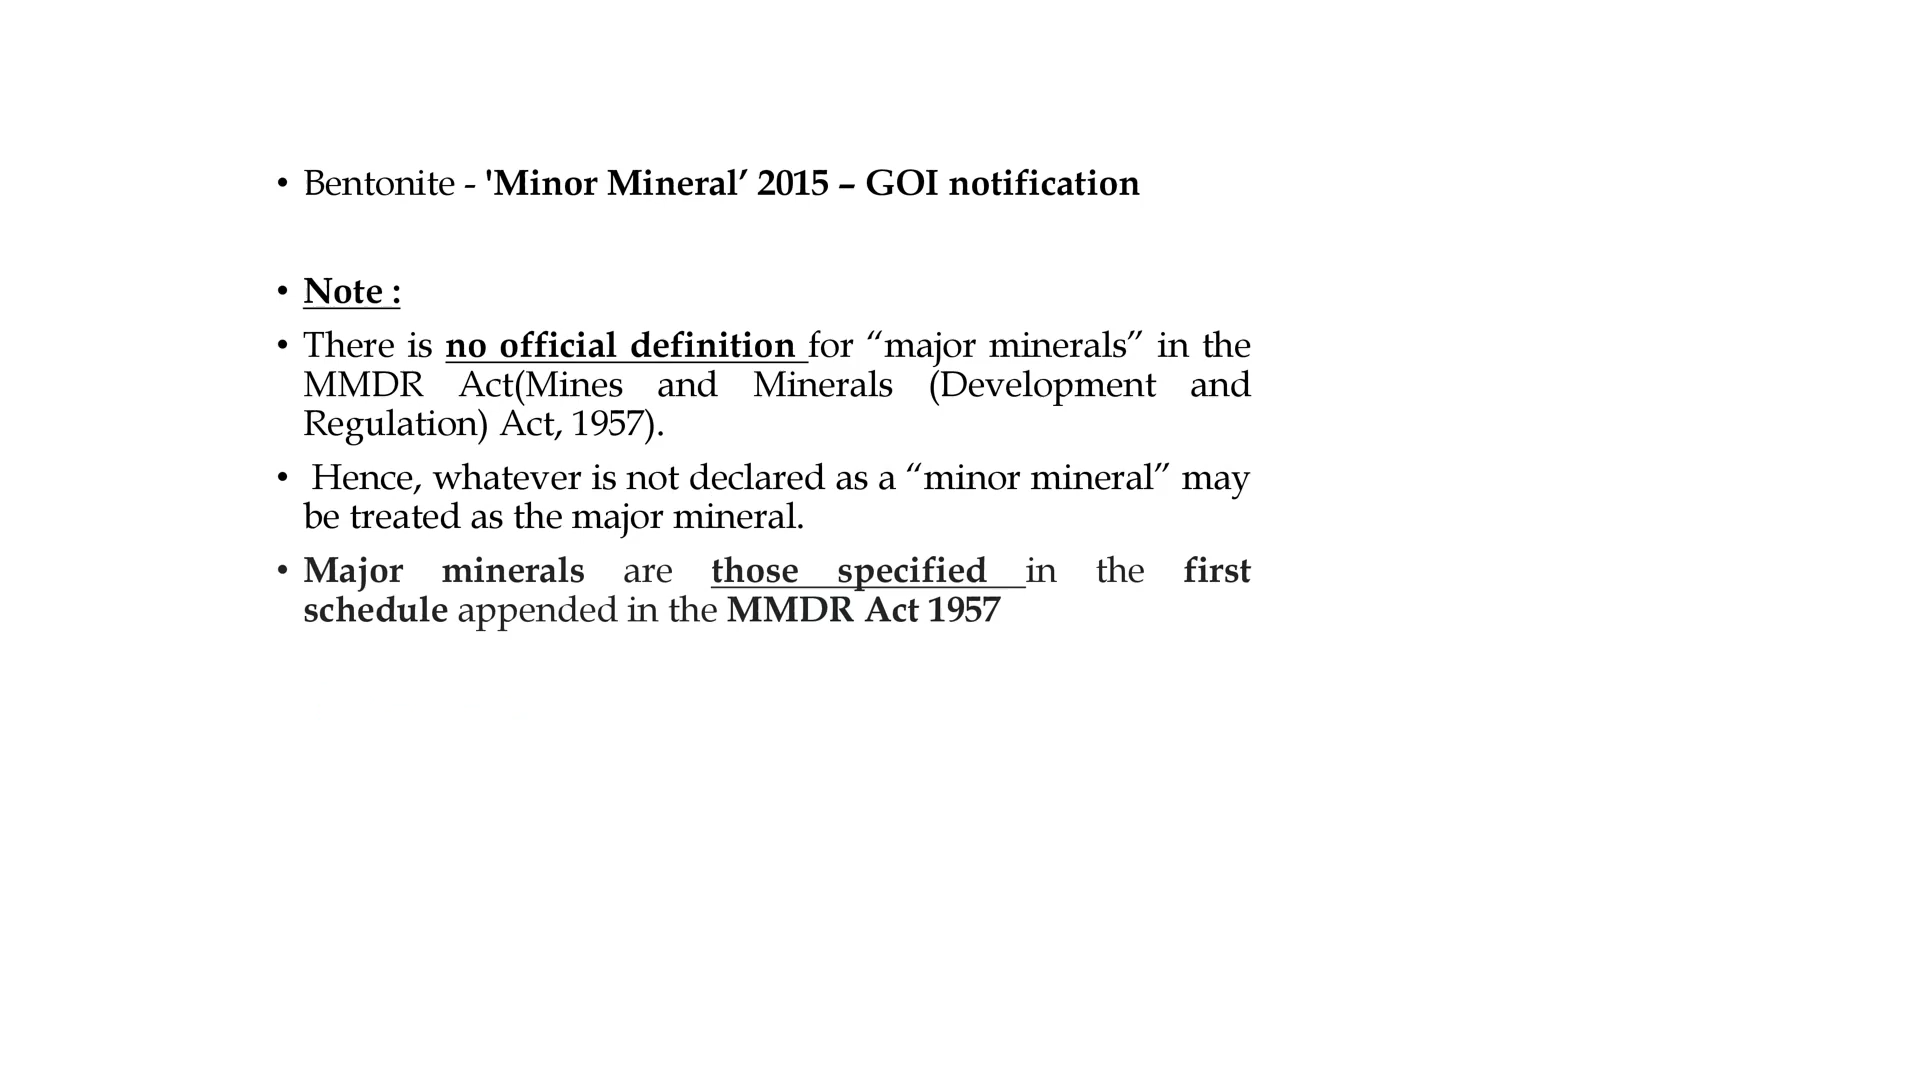 • Bentonite - 'Minor Mineral’ 2015 – GOI notification
• Note :
• There is no official definition for “major minerals” in the
MMDR Act(Mines and Minerals (Development and
Regulation) Act, 1957).
• Hence, whatever is not declared as a “minor mineral” may
be treated as the major mineral.
• Major minerals are those specified in the first
schedule appended in the MMDR Act 1957